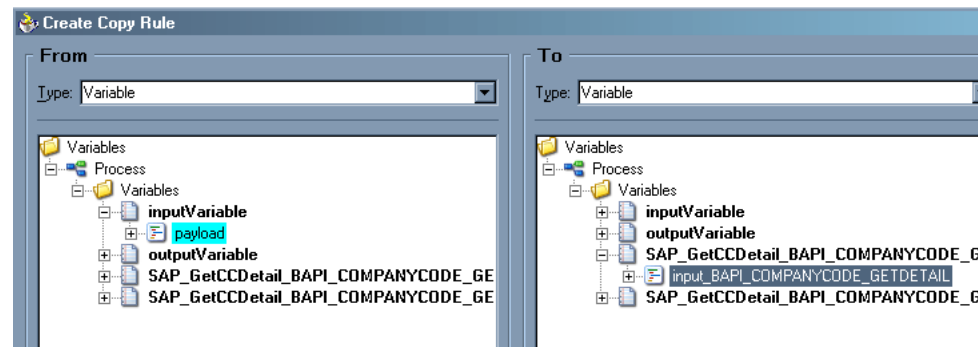 Create Copy Rule
From
Type: Variable
Variables
Process
Variables
inputVariable
payload
outputVariable
SAP_GetCCDetail_BAPI_COMPANYCODE_GE
SAP_GetCCDetail_BAPI_COMPANYCODE_GE
To
Type: Variable
Variables
Process
Variables
inputVariable
outputVariable
SAP_GetCCDetail_BAPI_COMPANYCODE_G
input_BAPI_COMPANYCODE_GETDETAIL
SAP_GetCCDetail_BAPI_COMPANYCODE_G